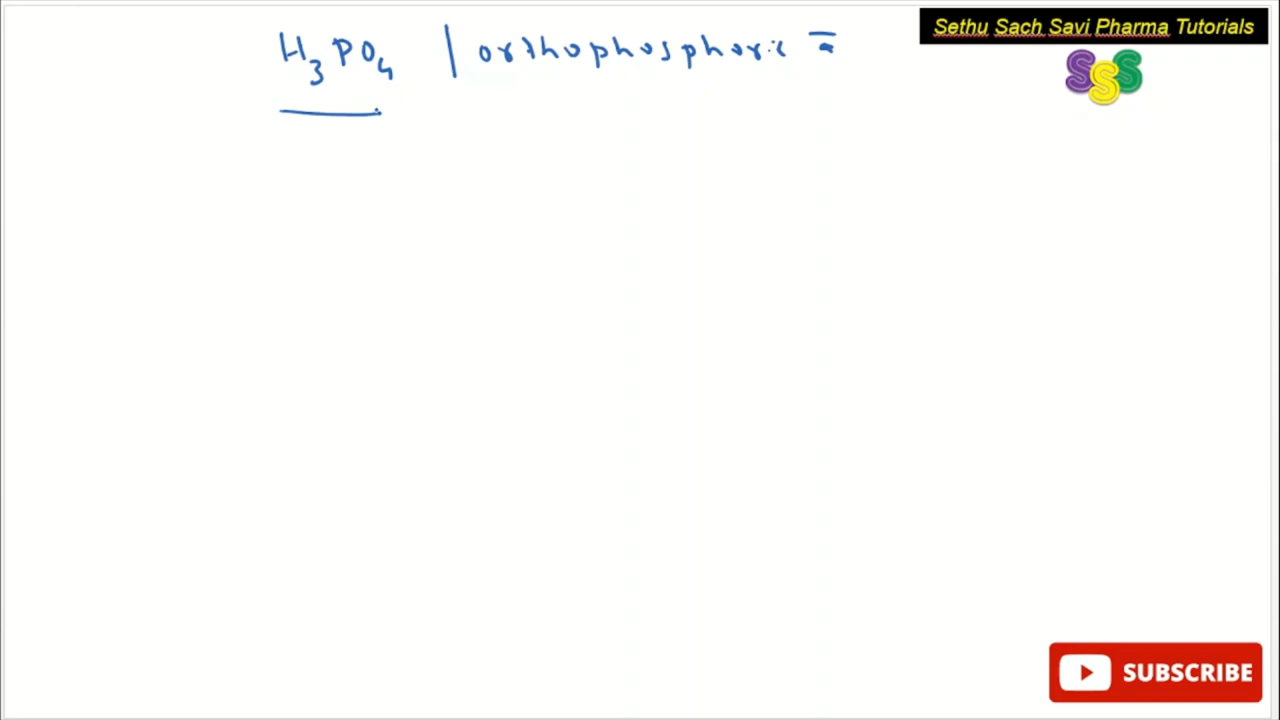 H₃PO₄ | orthophosphoric
Sethu Sach Savi Pharma Tutorials
SSS
SUBSCRIBE